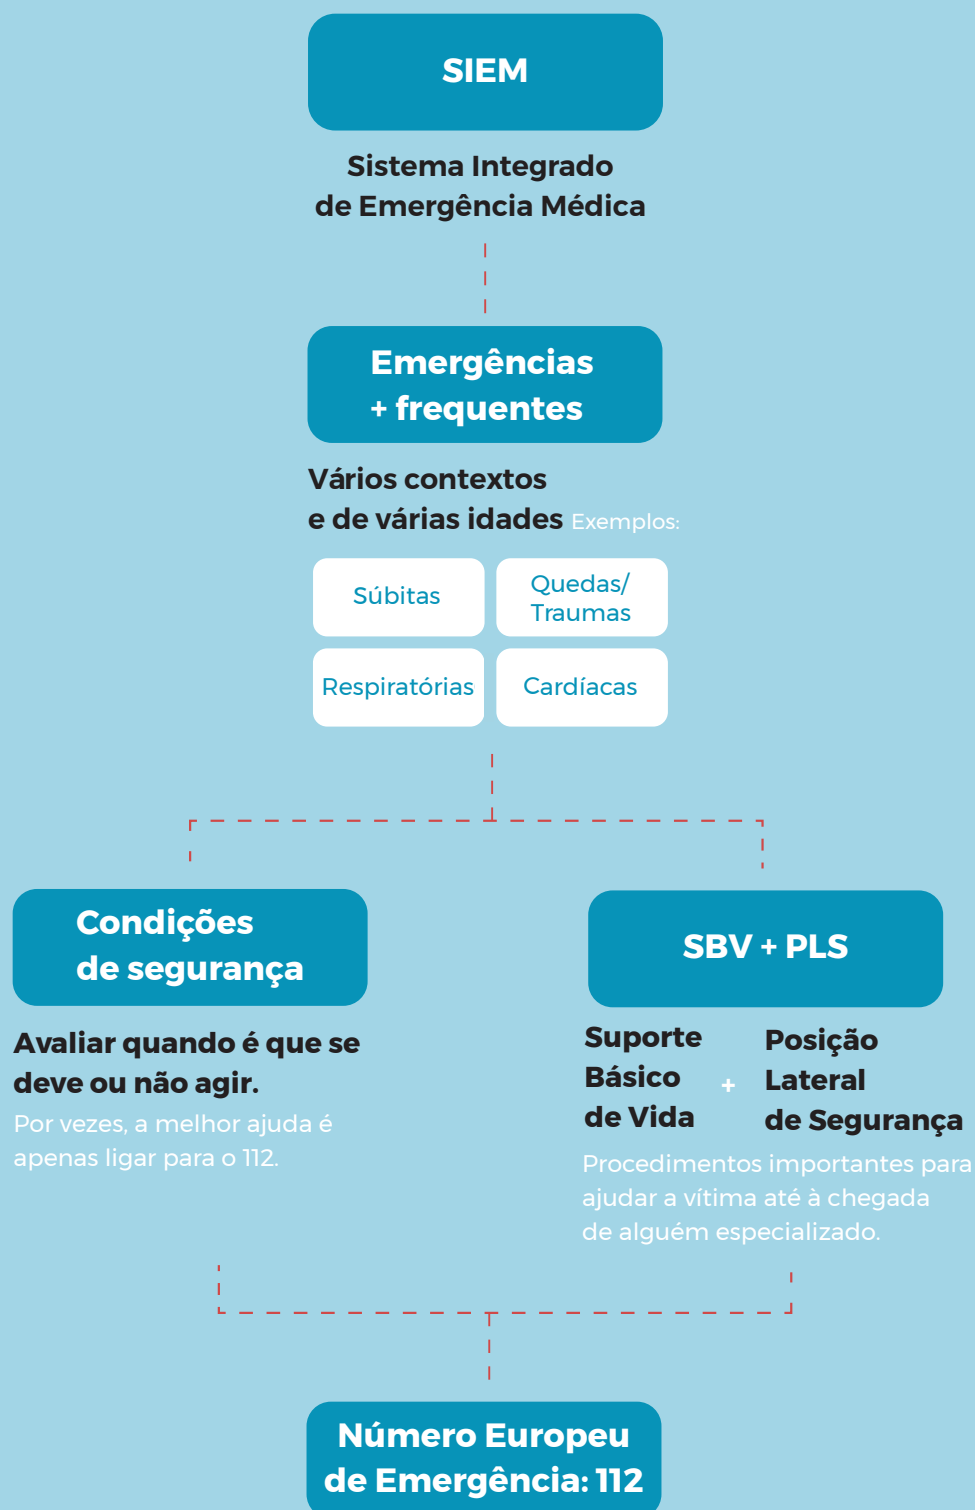 SIEM
Sistema Integrado
de Emergência Médica
Emergências
+ frequentes
Vários contextos
e de várias idades Exemplos:
Súbitas
Quedas/
Traumas
Respiratórias
Cardíacas
Condições
de segurança
Avaliar quando é que se
deve ou não agir.
Por vezes, a melhor ajuda é
apenas ligar para o 112.
SBV + PLS
Suporte
Básico
de Vida
+
Posição
Lateral
de Segurança
Procedimentos importantes para
ajudar a vítima até à chegada
de alguém especializado.
Número Europeu
de Emergência: 112